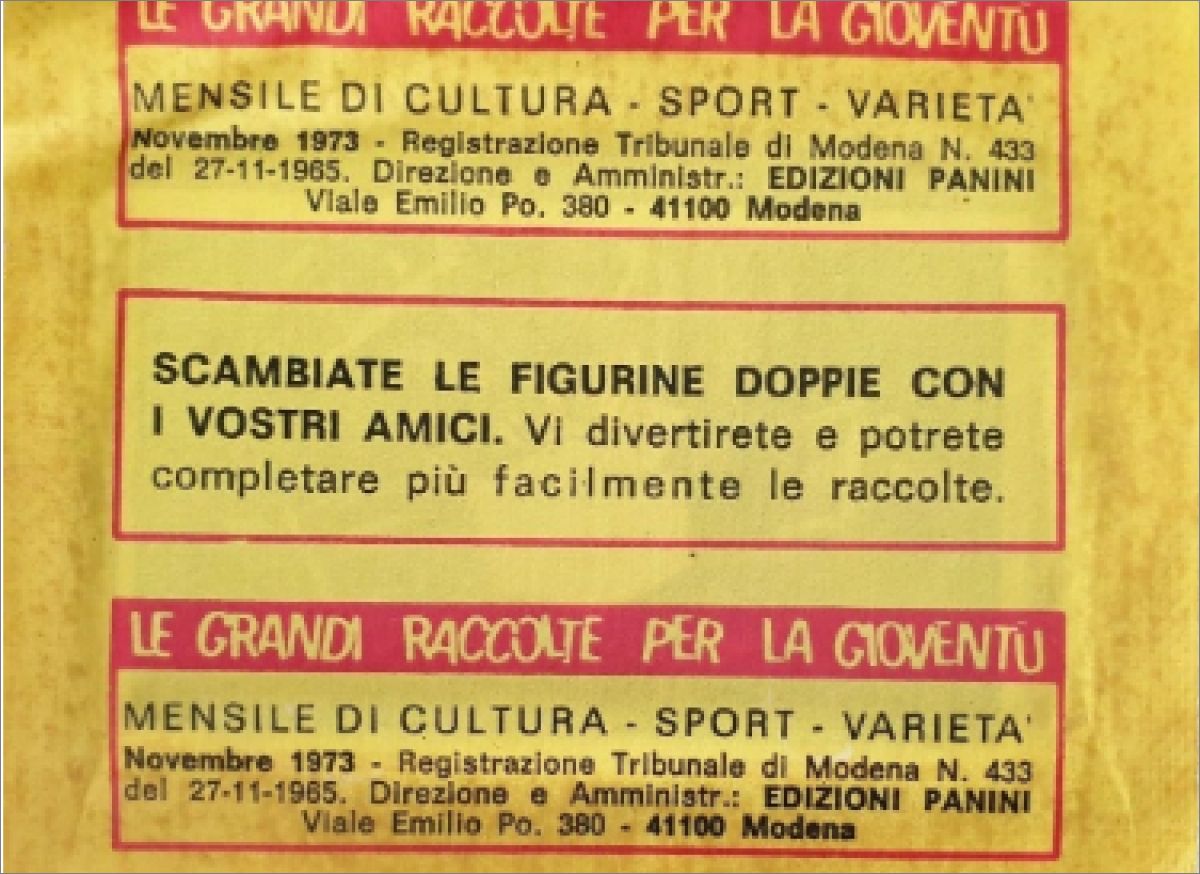 LE GRANDI RACCOLTE PER LA GIOVENTÙ
MENSILE DI CULTURA - SPORT - VARIETA'
Novembre 1973 - Registrazione Tribunale di Modena N. 433
del 27-11-1965. Direzione e Amministr.: EDIZIONI PANINI
Viale Emilio Po. 380 - 41100 Modena
SCAMBIATE LE FIGURINE DOPPIE CON
I VOSTRI AMICI. Vi divertirete e potrete
completare più facilmente le raccolte.
LE GRANDI RACCOLTE PER LA GIOVENTÙ
MENSILE DI CULTURA - SPORT - VARIETA'
Novembre 1973 - Registrazione Tribunale di Modena N. 433
del 27-11-1965. Direzione e Amministr.: EDIZIONI PANINI
Viale Emilio Po. 380 - 41100 Modena